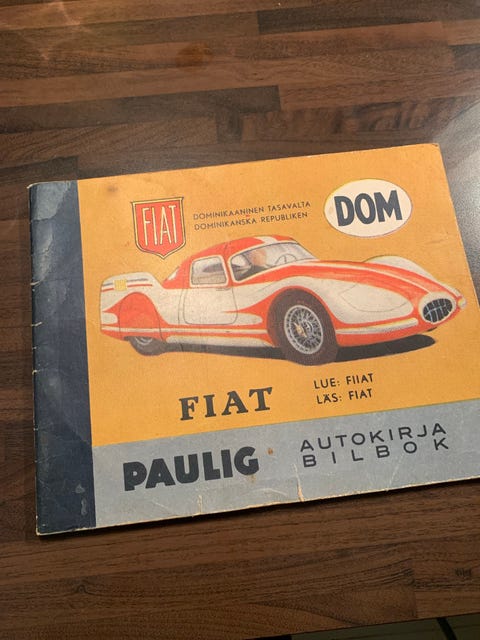 FIAT
DOMINIKAANINEN TASAVALTA
DOMINIKANSKA REPUBLIKEN
DOM
FIAT
LUE: FIIAT
LÄS: FIAT
PAULIG
AUTOKIRJA
BILBOK